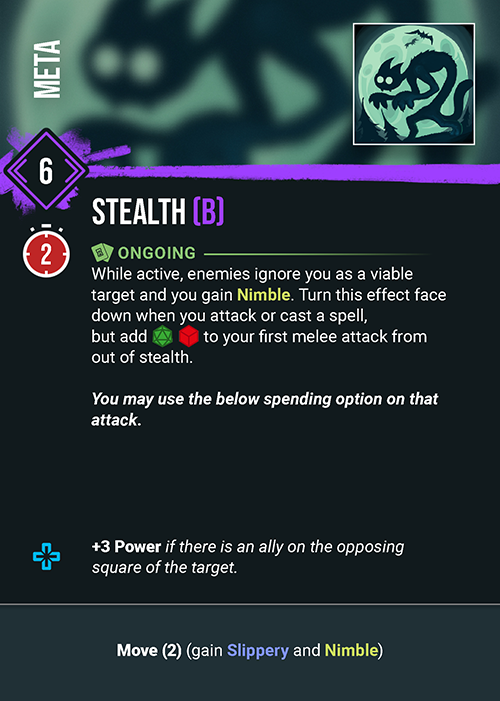 META
6
STEALTH (B)
2
ONGOING
While active, enemies ignore you as a viable
target and you gain Nimble. Turn this effect face
down when you attack or cast a spell,
but add to your first melee attack from
out of stealth.
You may use the below spending option on that
attack.
+3 Power if there is an ally on the opposing
square of the target.
Move (2) (gain Slippery and Nimble)